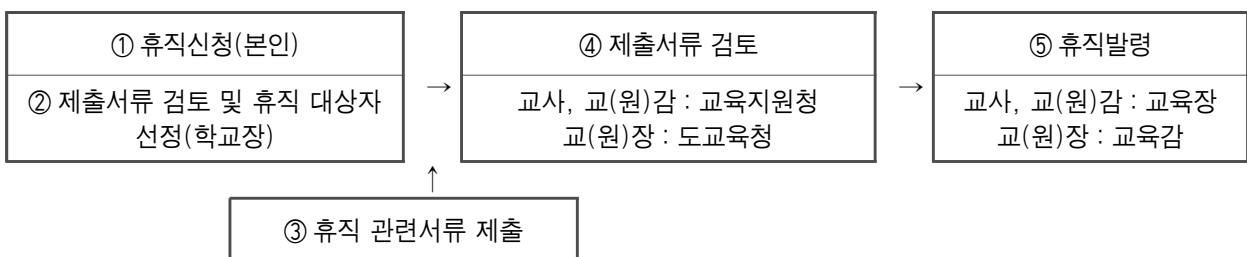 ① 휴직신청(본인)
② 제출서류 검토 및 휴직 대상자
선정(학교장)
→
↑
③ 휴직 관련서류 제출
④ 제출서류 검토
교사, 교(원)감 : 교육지원청
교(원)장 : 도교육청
→
⑤ 휴직발령
교사, 교(원)감 : 교육장
교(원)장 : 교육감